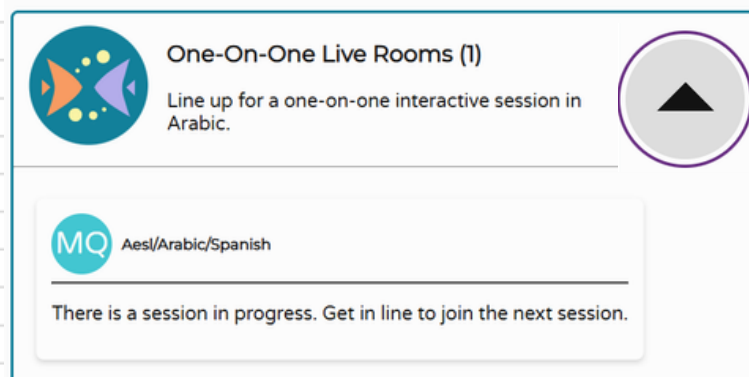 One-On-One Live Rooms (1)
Line up for a one-on-one interactive session in
Arabic.
MQ
Aesl/Arabic/Spanish
There is a session in progress. Get in line to join the next session.